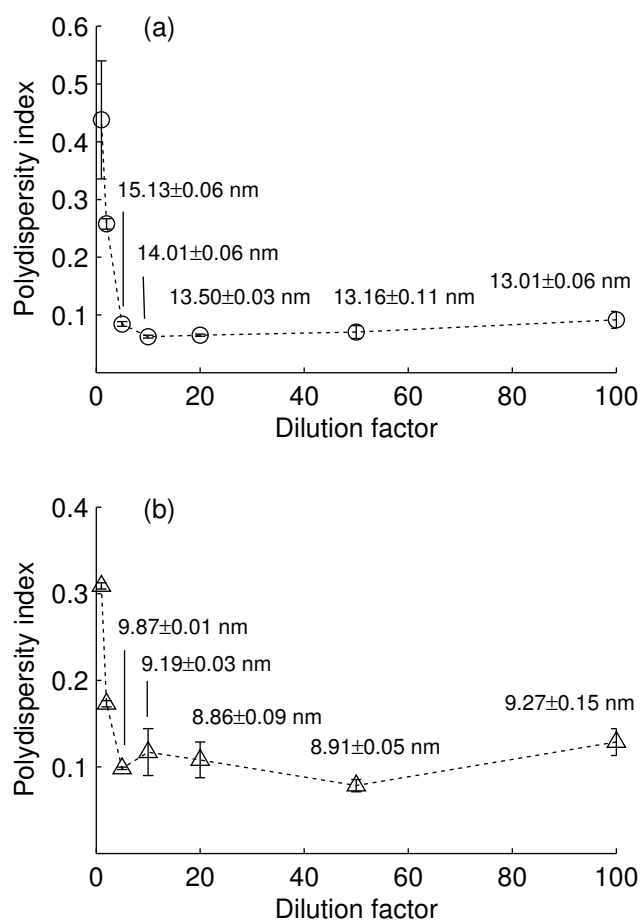 (a)
0.6
0.5
0.4
0.3
0.2
0.1
Polydispersity index
15.13±0.06 nm
14.01±0.06 nm
13.50±0.03 nm
13.16±0.11 nm
13.01±0.06 nm
0 20 40 60 80 100
Dilution factor
(b)
0.4
0.3
0.2
0.1
Polydispersity index
9.87±0.01 nm
9.19±0.03 nm
8.86±0.09 nm
8.91±0.05 nm
9.27±0.15 nm
0 20 40 60 80 100
Dilution factor